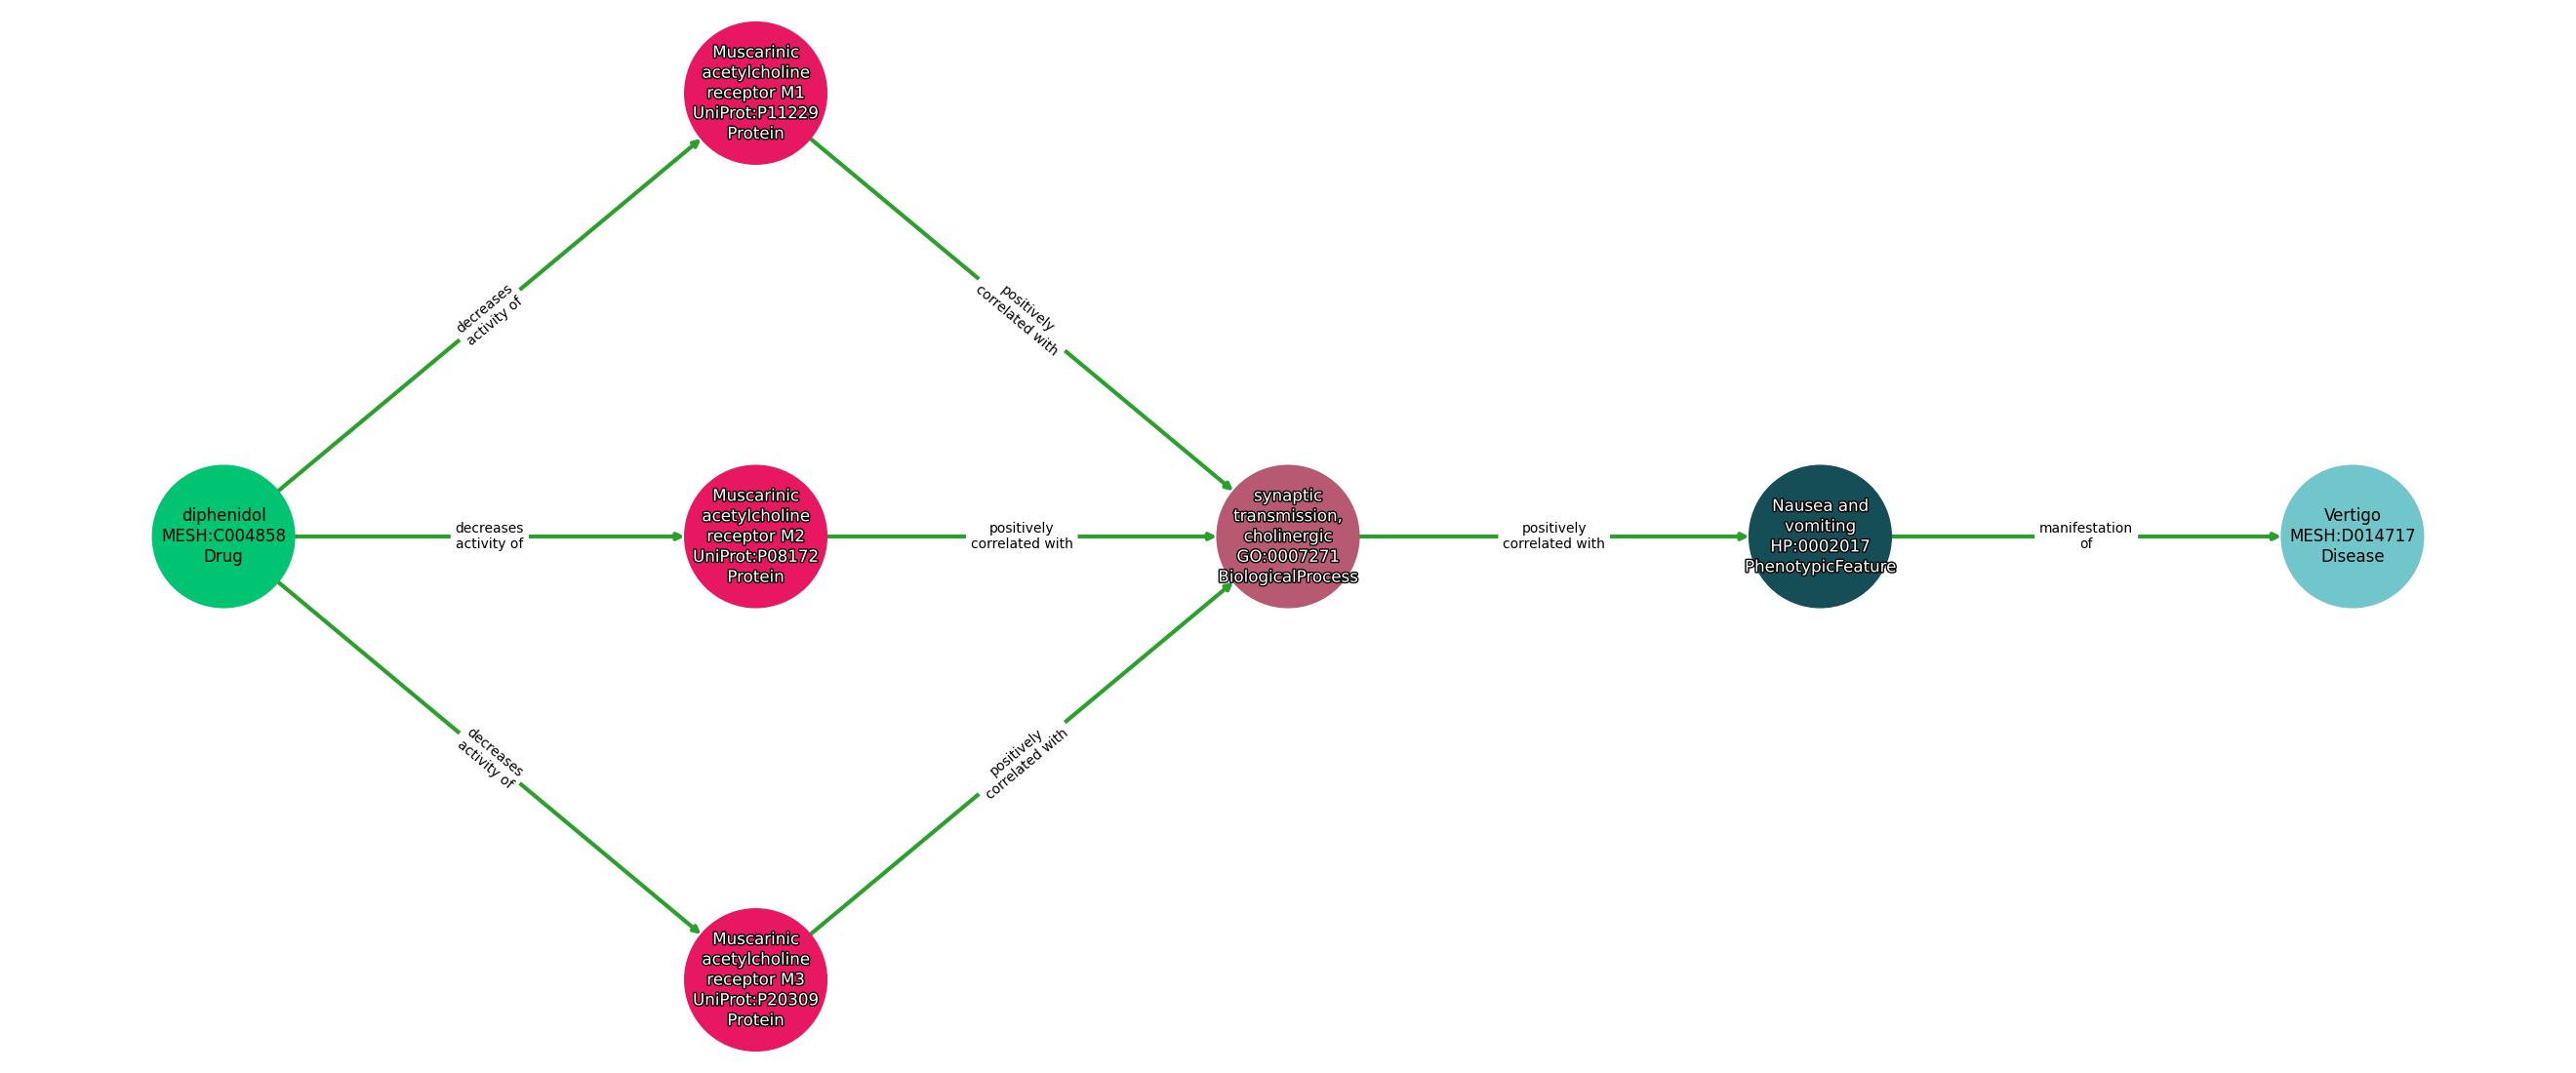 Muscarinic
acetylcholine
receptor M1
UniProt:P11229
Protein
decreases
activity of
positively
correlated with
diphenidol
MESH:C004858
Drug
decreases
activity of
Muscarinic
acetylcholine
receptor M2
UniProt:P08172
Protein
positively
correlated with
synaptic
transmission,
cholinergic
GO:0007271
BiologicalProcess
positively
correlated with
Nausea and
vomiting
HP:0002017
PhenotypicFeature
manifestation
of
Vertigo
MESH:D014717
Disease
decreases
activity of
positively
correlated with
Muscarinic
acetylcholine
receptor M3
UniProt:P20309
Protein